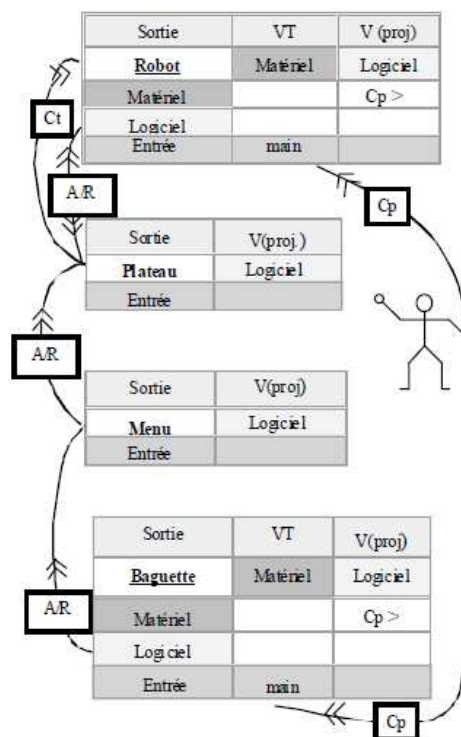 Sortie VT V (proj)
Robot Matériel Logiciel
Matériel Cp >
Ct
Logiciel
Entrée main
A/R
Cp
Sortie V(proj.)
Plateau Logiciel
Entrée
A/R
Sortie V(proj)
Menu Logiciel
Entrée
Sortie VT V(proj)
Baguette Matériel Logiciel
A/R
Matériel Cp >
Logiciel
Entrée main
Cp